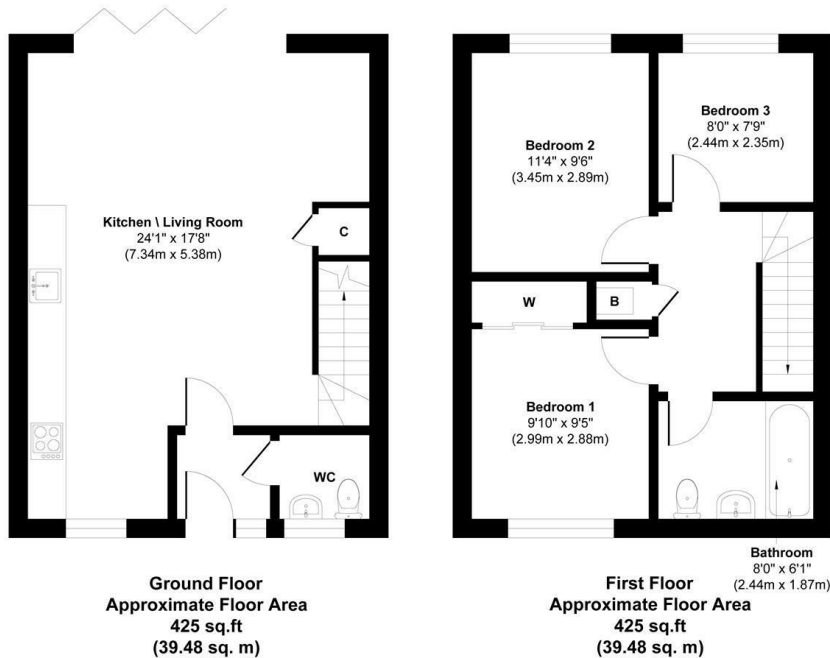 Kitchen \ Living Room
24'1" x 17'8"
(7.34m x 5.38m)
C
WC
Ground Floor
Approximate Floor Area
425 sq.ft
(39.48 sq. m)
Bedroom 2
11'4" x 9'6"
(3.45m x 2.89m)
Bedroom 3
8'0" x 7'9"
(2.44m x 2.35m)
W
B
Bedroom 1
9'10" x 9'5"
(2.99m x 2.88m)
Bathroom
8'0" x 6'1"
(2.44m x 1.87m)
First Floor
Approximate Floor Area
425 sq.ft
(39.48 sq. m)